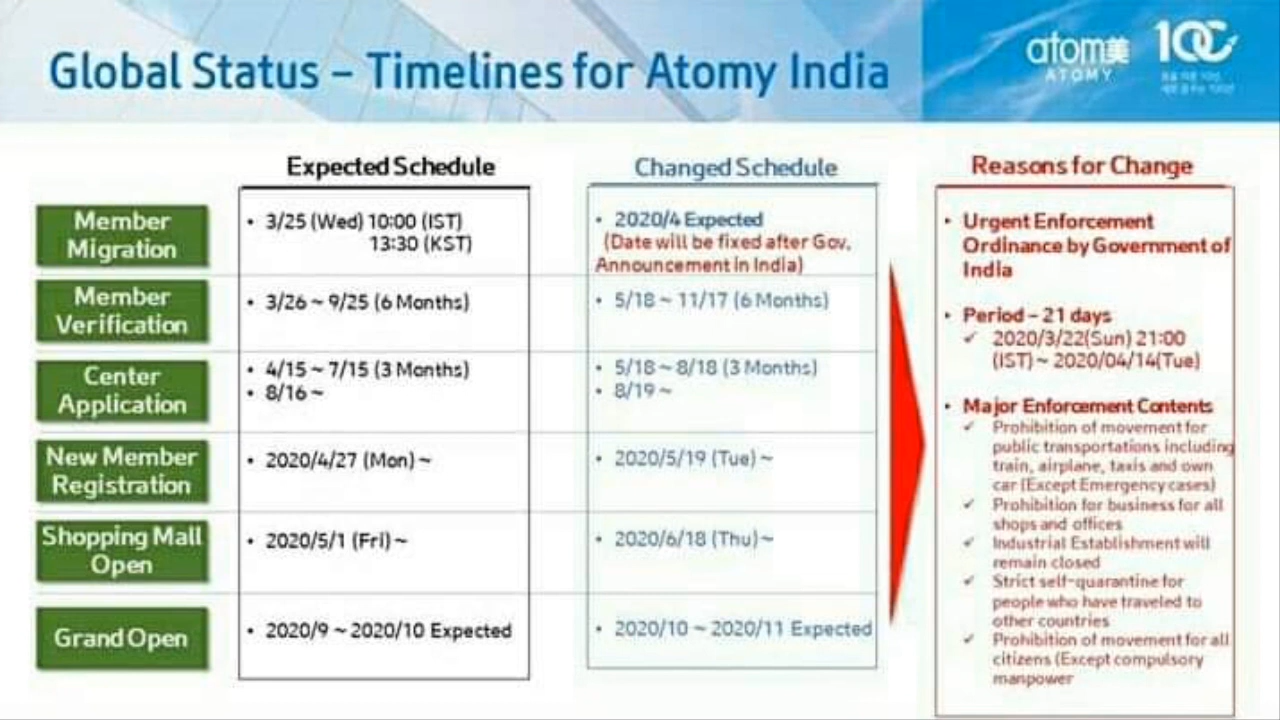 Global Status – Timelines for Atomy India
atom美
ATOMY
Expected Schedule
Changed Schedule
Reasons for Change
Member
Migration
• 3/25 (Wed) 10:00 (IST)
13:30 (KST)
• 2020/4 Expected
(Date will be fixed after Gov.
Announcement in India)
Member
Verification
• 3/26 ~ 9/25 (6 Months)
• 5/18 ~ 11/17 (6 Months)
Center
Application
• 4/15 ~ 7/15 (3 Months)
• 8/16 ~
• 5/18 ~ 8/18 (3 Months)
• 8/19 ~
New Member
Registration
• 2020/4/27 (Mon) ~
• 2020/5/19 (Tue) ~
Shopping Mall
Open
• 2020/5/1 (Fri) ~
• 2020/6/18 (Thu) ~
Grand Open
• 2020/9 ~ 2020/10 Expected
• 2020/10 ~ 2020/11 Expected
• Urgent Enforcement
Ordinance by Government of
India
• Period – 21 days
✓ 2020/3/22(Sun) 21:00
(IST) ~ 2020/04/14(Tue)
• Major Enforcement Contents
✓ Prohibition of movement for
public transportations including
train, airplane, taxis and own
car (Except Emergency cases)
✓ Prohibition for business for all
shops and offices
✓ Industrial Establishment will
remain closed
✓ Strict self-quarantine for
people who have traveled to
other countries
✓ Prohibition of movement for all
citizens (Except compulsory
manpower